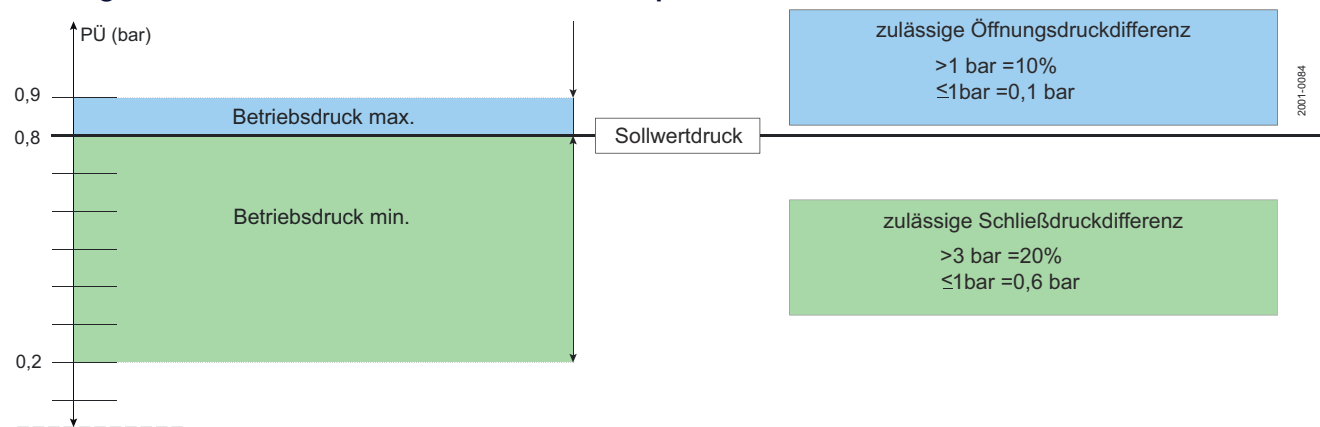 PÜ (bar)
0,9
Betriebsdruck max.
0,8
Sollwertdruck
Betriebsdruck min.
0,2
zulässige Öffnungsdruckdifferenz
>1 bar =10%
≤1bar =0,1 bar
2001-0084
zulässige Schließdruckdifferenz
>3 bar =20%
≤1bar =0,6 bar